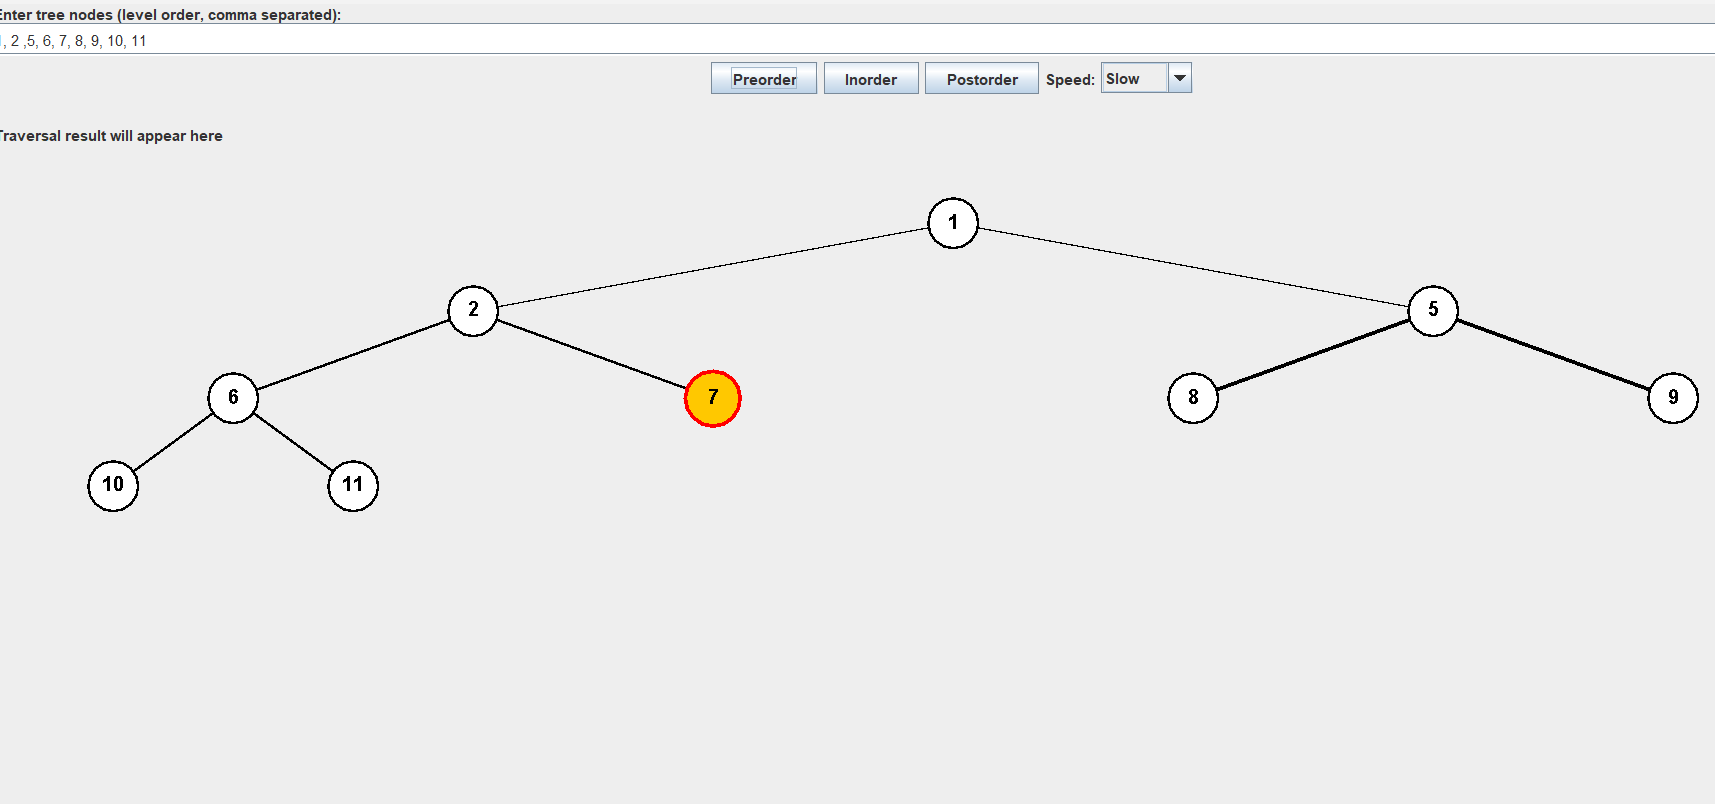 Enter tree nodes (level order, comma separated):
, 2 ,5, 6, 7, 8, 9, 10, 11
Preorder Inorder Postorder Speed: Slow
Traversal result will appear here
1
2 5
6 7 8 9
10 11